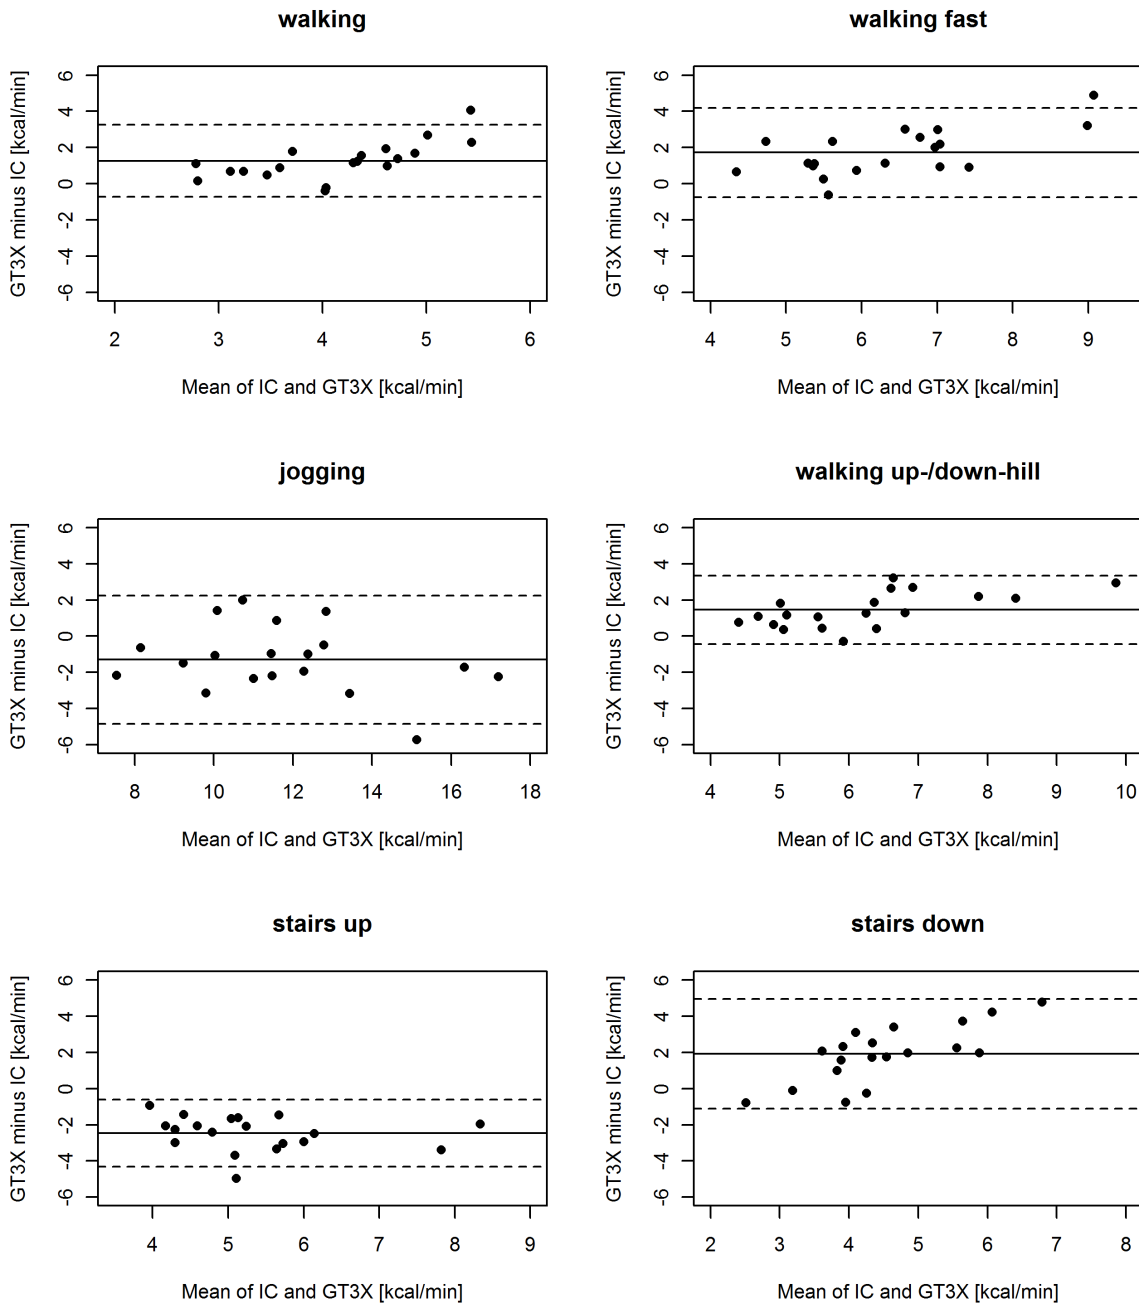 walking
GT3X minus IC [kcal/min]
6
4
2
0
-2
-4
-6
2 3 4 5 6
Mean of IC and GT3X [kcal/min]
walking fast
GT3X minus IC [kcal/min]
6
4
2
0
-2
-4
-6
4 5 6 7 8 9
Mean of IC and GT3X [kcal/min]
jogging
GT3X minus IC [kcal/min]
6
4
2
0
-2
-4
-6
8 10 12 14 16 18
Mean of IC and GT3X [kcal/min]
walking up-/down-hill
GT3X minus IC [kcal/min]
6
4
2
0
-2
-4
-6
4 5 6 7 8 9 10
Mean of IC and GT3X [kcal/min]
stairs up
GT3X minus IC [kcal/min]
6
4
2
0
-2
-4
-6
4 5 6 7 8 9
Mean of IC and GT3X [kcal/min]
stairs down
GT3X minus IC [kcal/min]
6
4
2
0
-2
-4
-6
2 3 4 5 6 7 8
Mean of IC and GT3X [kcal/min]